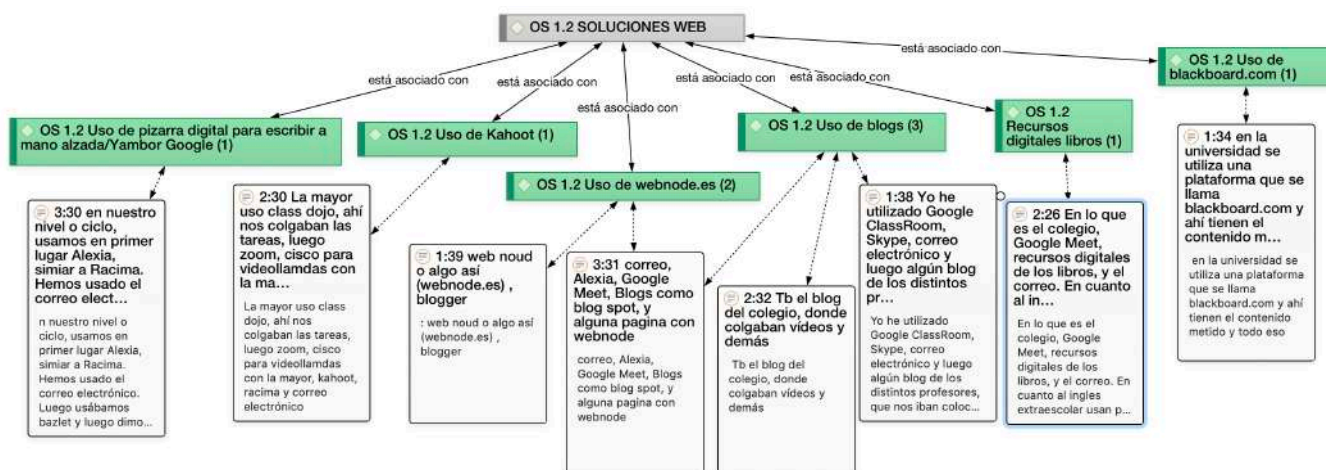 OS 1.2 SOLUCIONES WEB
está asociado con
está asociado con
está asociado con
está asociado con
está asociado con
está asociado con
OS 1.2 Uso de pizarra digital para escribir a
mano alzada/Yambor Google (1)
OS 1.2 Uso de Kahoot (1)
OS 1.2 Uso de webnode.es (2)
OS 1.2 Uso de blogs (3)
OS 1.2
Recursos
digitales libros (1)
OS 1.2 Uso de
blackboard.com (1)
3:30 en nuestro
nivel o ciclo,
usamos en primer
lugar Alexia,
simiar a Racima.
Hemos usado el
correo elect…
n nuestro nivel o
ciclo, usamos en
primer lugar Alexia,
simiar a Racima.
Hemos usado el
correo electrónico.
Luego usábamos
bazlet y luego dimo...
2:30 La mayor
uso class dojo, ahí
nos colgaban las
tareas, luego
zoom, cisco para
videollamdas con
la ma…
La mayor uso class
dojo, ahí nos
colgaban las tareas,
luego zoom, cisco
para videollamdas
con la mayor, kahoot,
racima y correo
electrónico
1:39 web noud
o algo así
(webnode.es) ,
blogger
: web noud o algo así
(webnode.es) ,
blogger
3:31 correo,
Alexia, Google
Meet, Blogs como
blog spot, y
alguna pagina con
webnode
correo, Alexia,
Google Meet, Blogs
como blog spot, y
alguna pagina con
webnode
2:32 Tb el blog
del colegio, donde
colgaban vídeos y
demás
Tb el blog del
colegio, donde
colgaban vídeos y
demás
1:38 Yo he
utilizado Google
ClassRoom,
Skype, correo
electrónico y
luego algún blog
de los distintos
pr…
Yo he utilizado
Google ClassRoom,
Skype, correo
electrónico y luego
algún blog de los
distintos profesores,
que nos iban coloc...
2:26 En lo que
es el colegio,
Google Meet,
recursos
digitales de los
libros, y el
correo. En cuanto
al in…
En lo que es el
colegio, Google
Meet, recursos
digitales de los
libros, y el correo. En
cuanto al ingles
extraescolar usan p...
1:34 en la
universidad se
utiliza una
plataforma que se
llama
blackboard.com y
ahí tienen el
contenido m…
en la universidad se
utiliza una plataforma
que se llama
blackboard.com y ahí
tienen el contenido
metido y todo eso